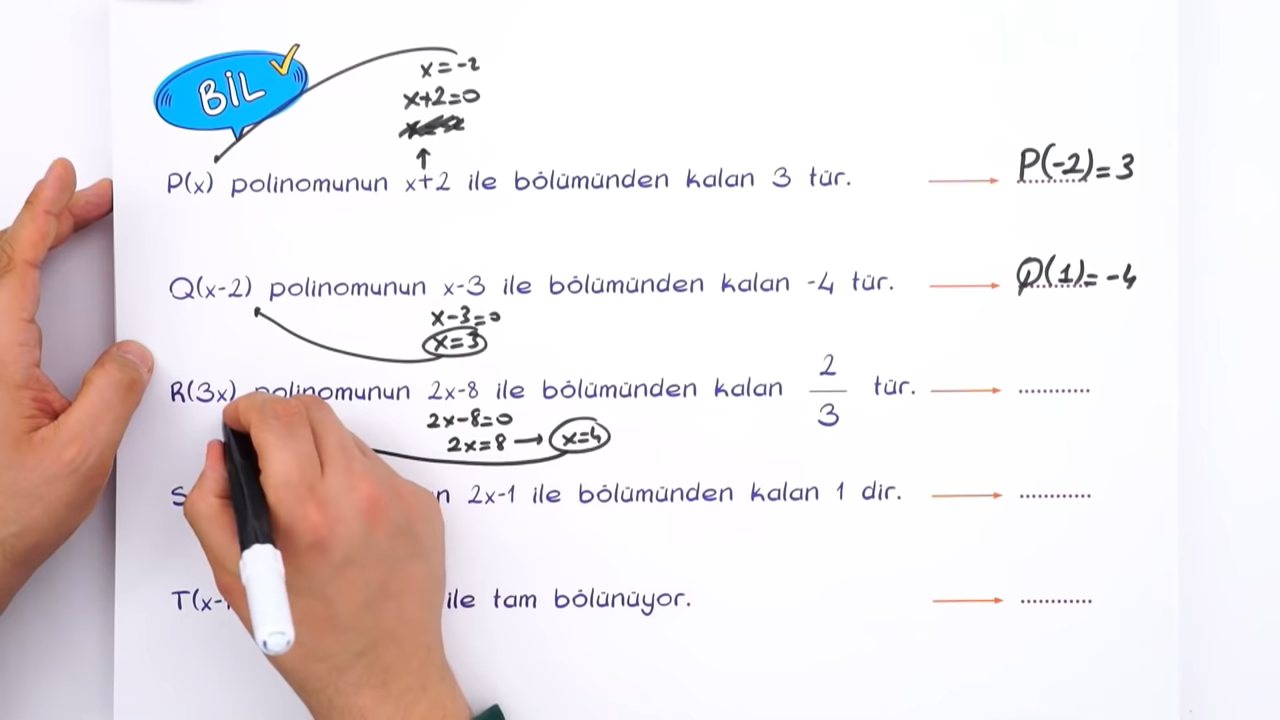 BİL
x=-2
x+2=0
P(x) polinomunun x+2 ile bölümünden kalan 3 tür. P(-2)=3
Q(x-2) polinomunun x-3 ile bölümünden kalan -4 tür. Q(1)=-4
x-3=0
x=3
R(3x) polinomunun 2x-8 ile bölümünden kalan 2/3 tür. ............
2x-8=0
2x=8 → x=4
2x-1 ile bölümünden kalan 1 dir. ............
ile tam bölünüyor. ............